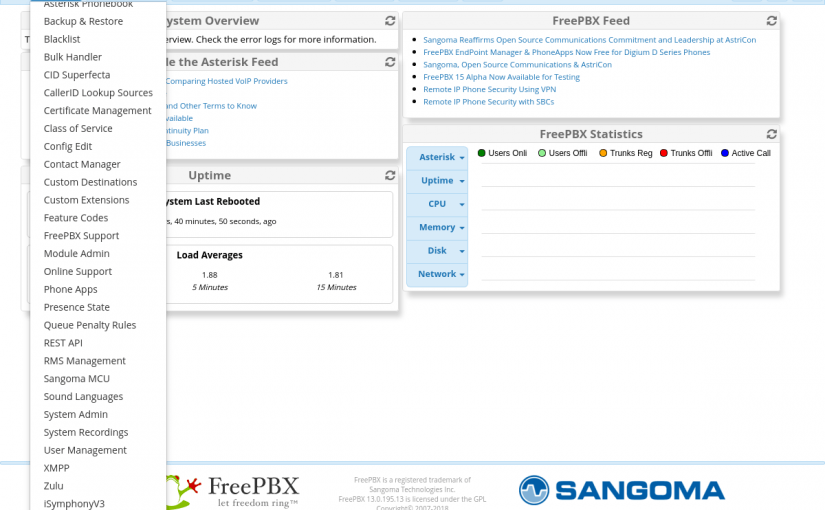 Asterisk Phonebook
Backup & Restore
Blacklist
Bulk Handler
CID Superfecta
CallerID Lookup Sources
Certificate Management
Class of Service
Config Edit
Contact Manager
Custom Destinations
Custom Extensions
Feature Codes
FreePBX Support
Module Admin
Online Support
Phone Apps
Presence State
Queue Penalty Rules
REST API
RMS Management
Sangoma MCU
Sound Languages
System Admin
System Recordings
User Management
XMPP
Zulu
iSymphonyV3
ystem Overview
T
rview. Check the error logs for more information.
le the Asterisk Feed
Comparing Hosted VoIP Providers
and Other Terms to Know
vailable
ntinuity Plan
Businesses
Uptime
ystem Last Rebooted
s, 40 minutes, 50 seconds, ago
Load Averages
1.88
1.81
5 Minutes
15 Minutes
FreePBX Feed
Sangoma Reaffirms Open Source Communications Commitment and Leadership at AstriCon
FreePBX EndPoint Manager & PhoneApps Now Free for Digium D Series Phones
Sangoma, Open Source Communications & AstriCon
FreePBX 15 Alpha Now Available for Testing
Remote IP Phone Security Using VPN
Remote IP Phone Security with SBCs
FreePBX Statistics
Asterisk
Uptime
CPU
Memory
Disk
Network
Users Onli
Users Offli
Trunks Reg
Trunks Offli
Active Call
FreePBX
let freedom ring™
FreePBX is a registered trademark of
Sangoma Technologies Inc.
FreePBX 13.0.195.13 is licensed under the GPL
Copyright© 2007-2018
SANGOMA